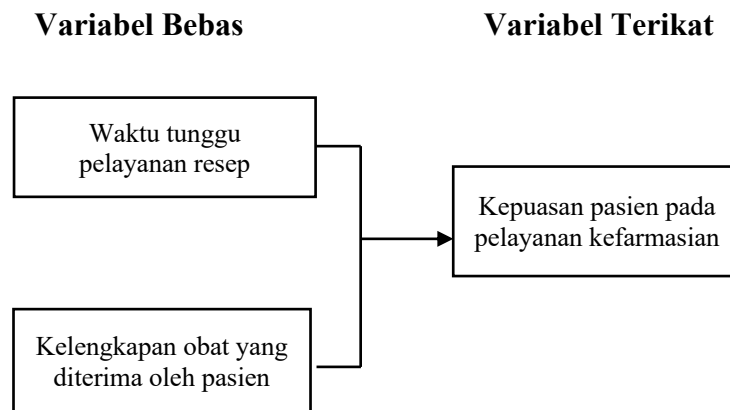 Variabel Bebas
Variabel Terikat
Waktu tunggu
pelayanan resep
Kepuasan pasien pada
pelayanan kefarmasian
Kelengkapan obat yang
diterima oleh pasien